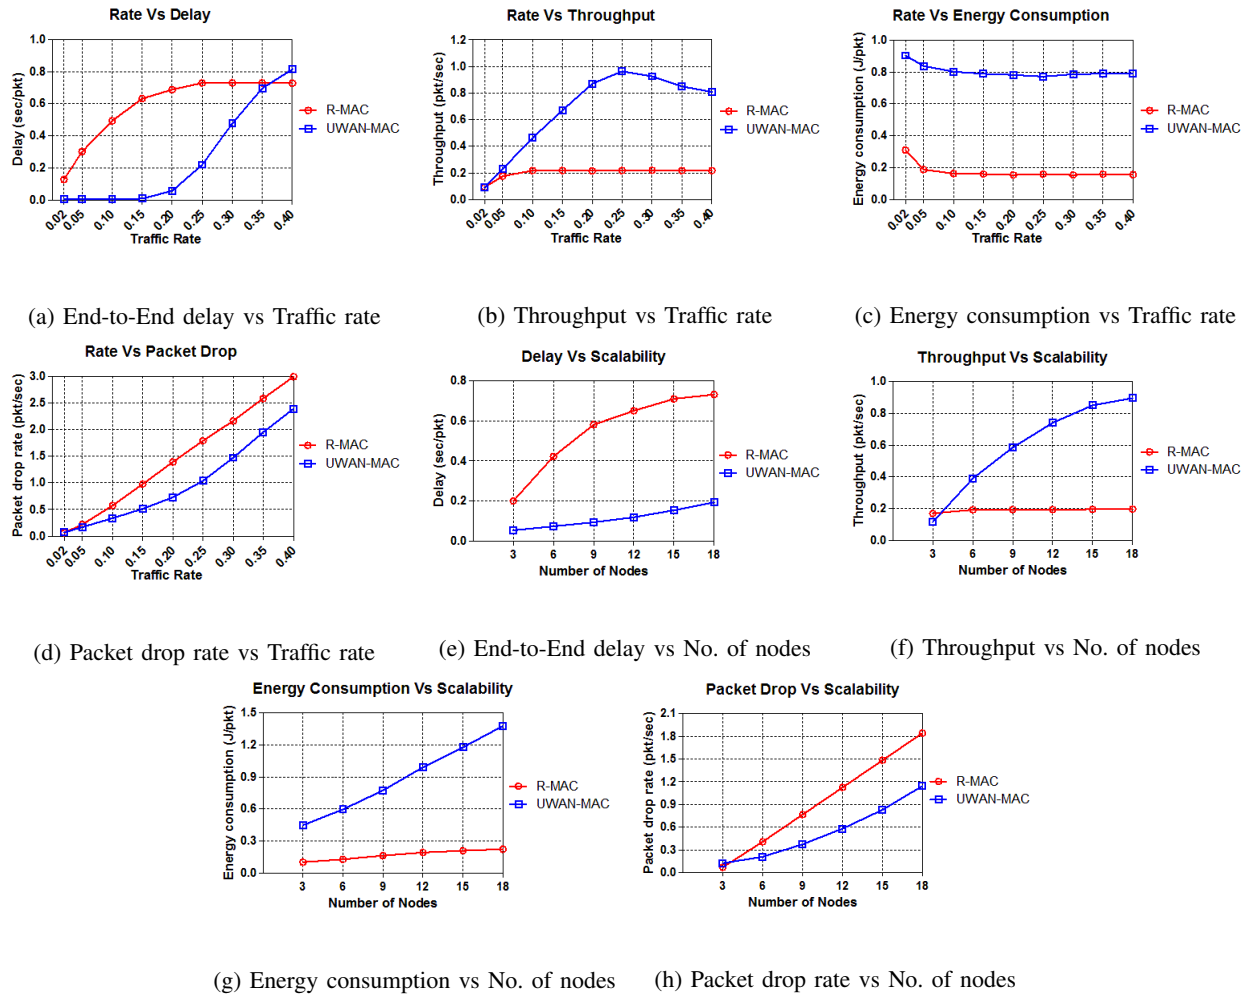 Rate Vs Delay
Delay (sec/pkt)
1.0
0.8
0.6
0.4
0.2
0.0
0.02
0.05
0.10
0.15
0.20
0.25
0.30
0.35
0.40
Traffic Rate
R-MAC
UWAN-MAC
(a) End-to-End delay vs Traffic rate
Rate Vs Throughput
Throughput (pkt/sec)
1.2
1.0
0.8
0.6
0.4
0.2
0.0
0.02
0.05
0.10
0.15
0.20
0.25
0.30
0.35
0.40
Traffic Rate
R-MAC
UWAN-MAC
(b) Throughput vs Traffic rate
Rate Vs Energy Consumption
Energy consumption (J/pkt)
1.0
0.8
0.6
0.4
0.2
0.0
0.02
0.05
0.10
0.15
0.20
0.25
0.30
0.35
0.40
Traffic Rate
R-MAC
UWAN-MAC
(c) Energy consumption vs Traffic rate
Rate Vs Packet Drop
Packet drop rate (pkt/sec)
3.0
2.5
2.0
1.5
1.0
0.5
0.0
0.02
0.05
0.10
0.15
0.20
0.25
0.30
0.35
0.40
Traffic Rate
R-MAC
UWAN-MAC
(d) Packet drop rate vs Traffic rate
Delay Vs Scalability
Delay (sec/pkt)
0.8
0.6
0.4
0.2
0.0
3 6 9 12 15 18
Number of Nodes
R-MAC
UWAN-MAC
(e) End-to-End delay vs No. of nodes
Throughput Vs Scalability
Throughput (pkt/sec)
1.0
0.8
0.6
0.4
0.2
0.0
3 6 9 12 15 18
Number of Nodes
R-MAC
UWAN-MAC
(f) Throughput vs No. of nodes
Energy Consumption Vs Scalability
Energy consumption (J/pkt)
1.5
1.2
0.9
0.6
0.3
0.0
3 6 9 12 15 18
Number of Nodes
R-MAC
UWAN-MAC
(g) Energy consumption vs No. of nodes
Packet Drop Vs Scalability
Packet drop rate (pkt/sec)
2.1
1.8
1.5
1.2
0.9
0.6
0.3
0.0
3 6 9 12 15 18
Number of Nodes
R-MAC
UWAN-MAC
(h) Packet drop rate vs No. of nodes